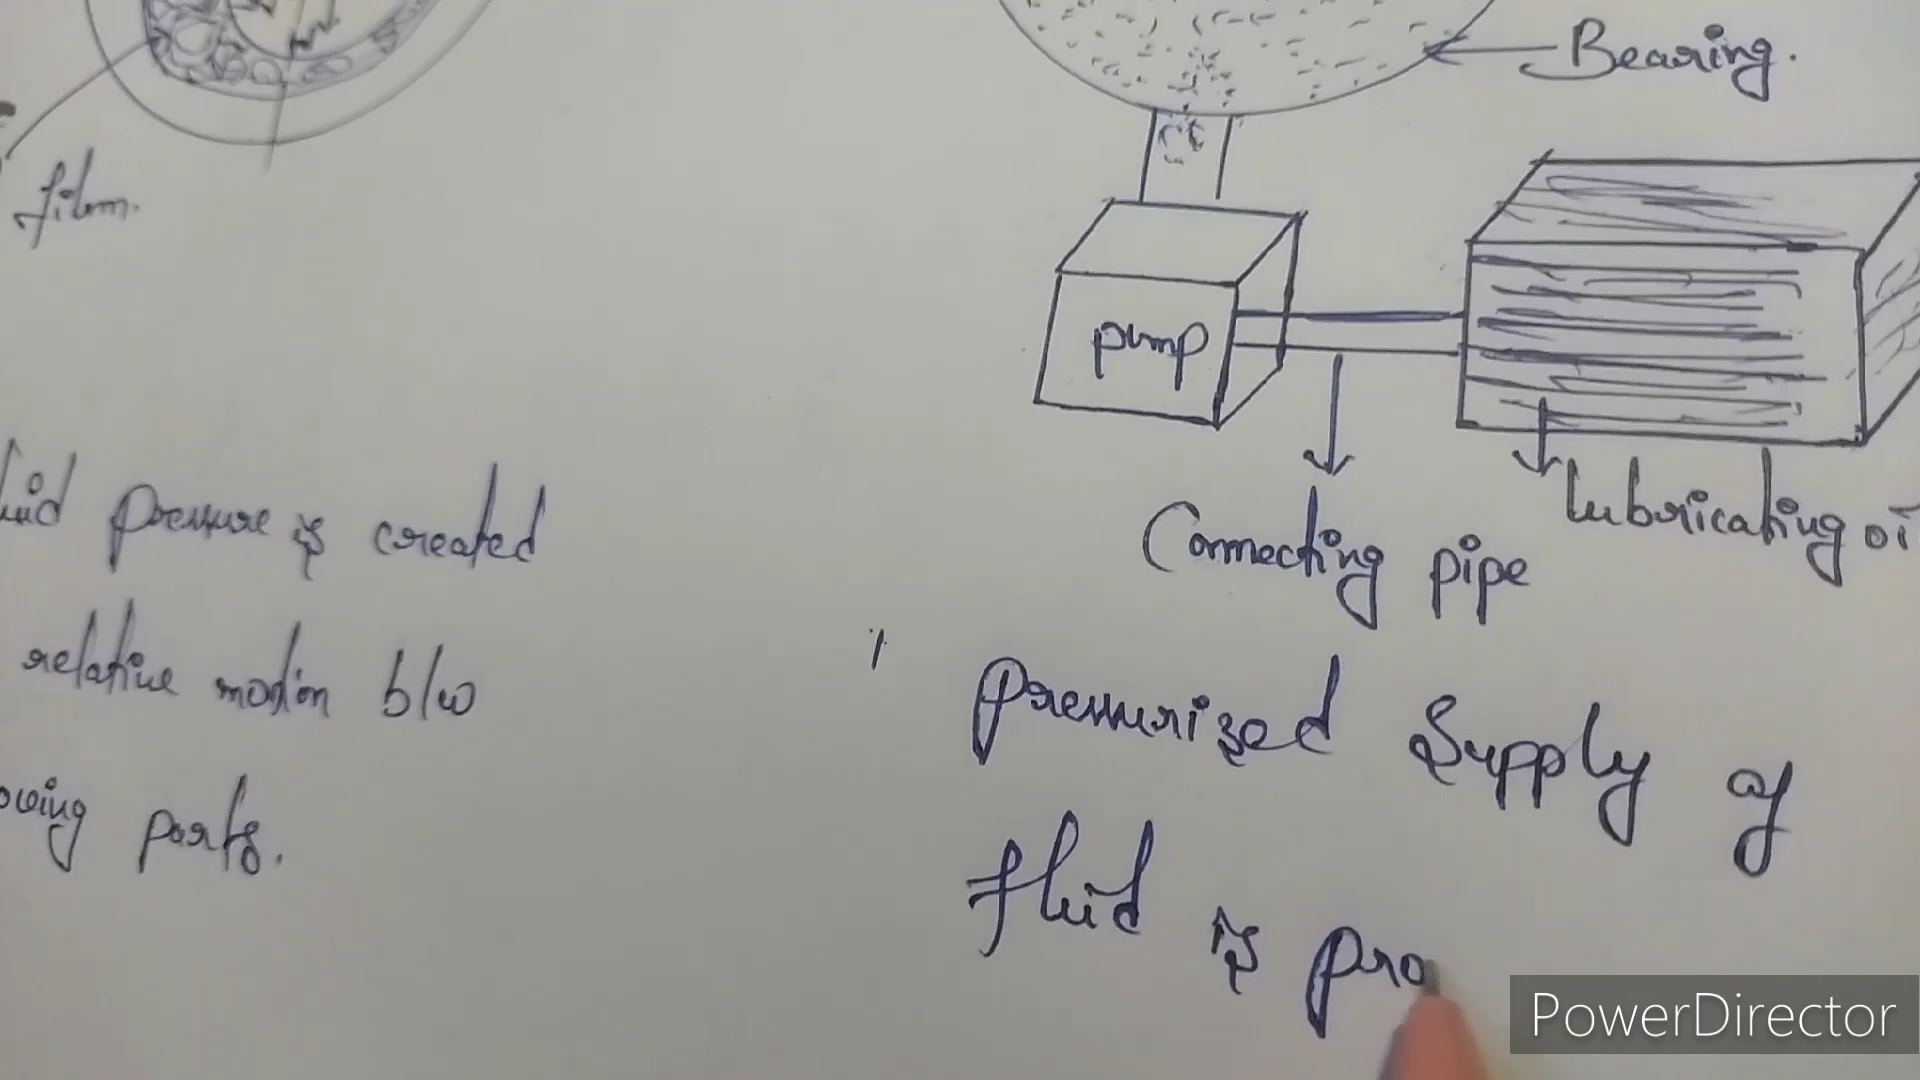 Bearing.
film.
pump
Connecting pipe
lubricating oi
pressure is created
relative motion b/w
oving parts.
pressurized Supply of
fluid is pro
PowerDirector